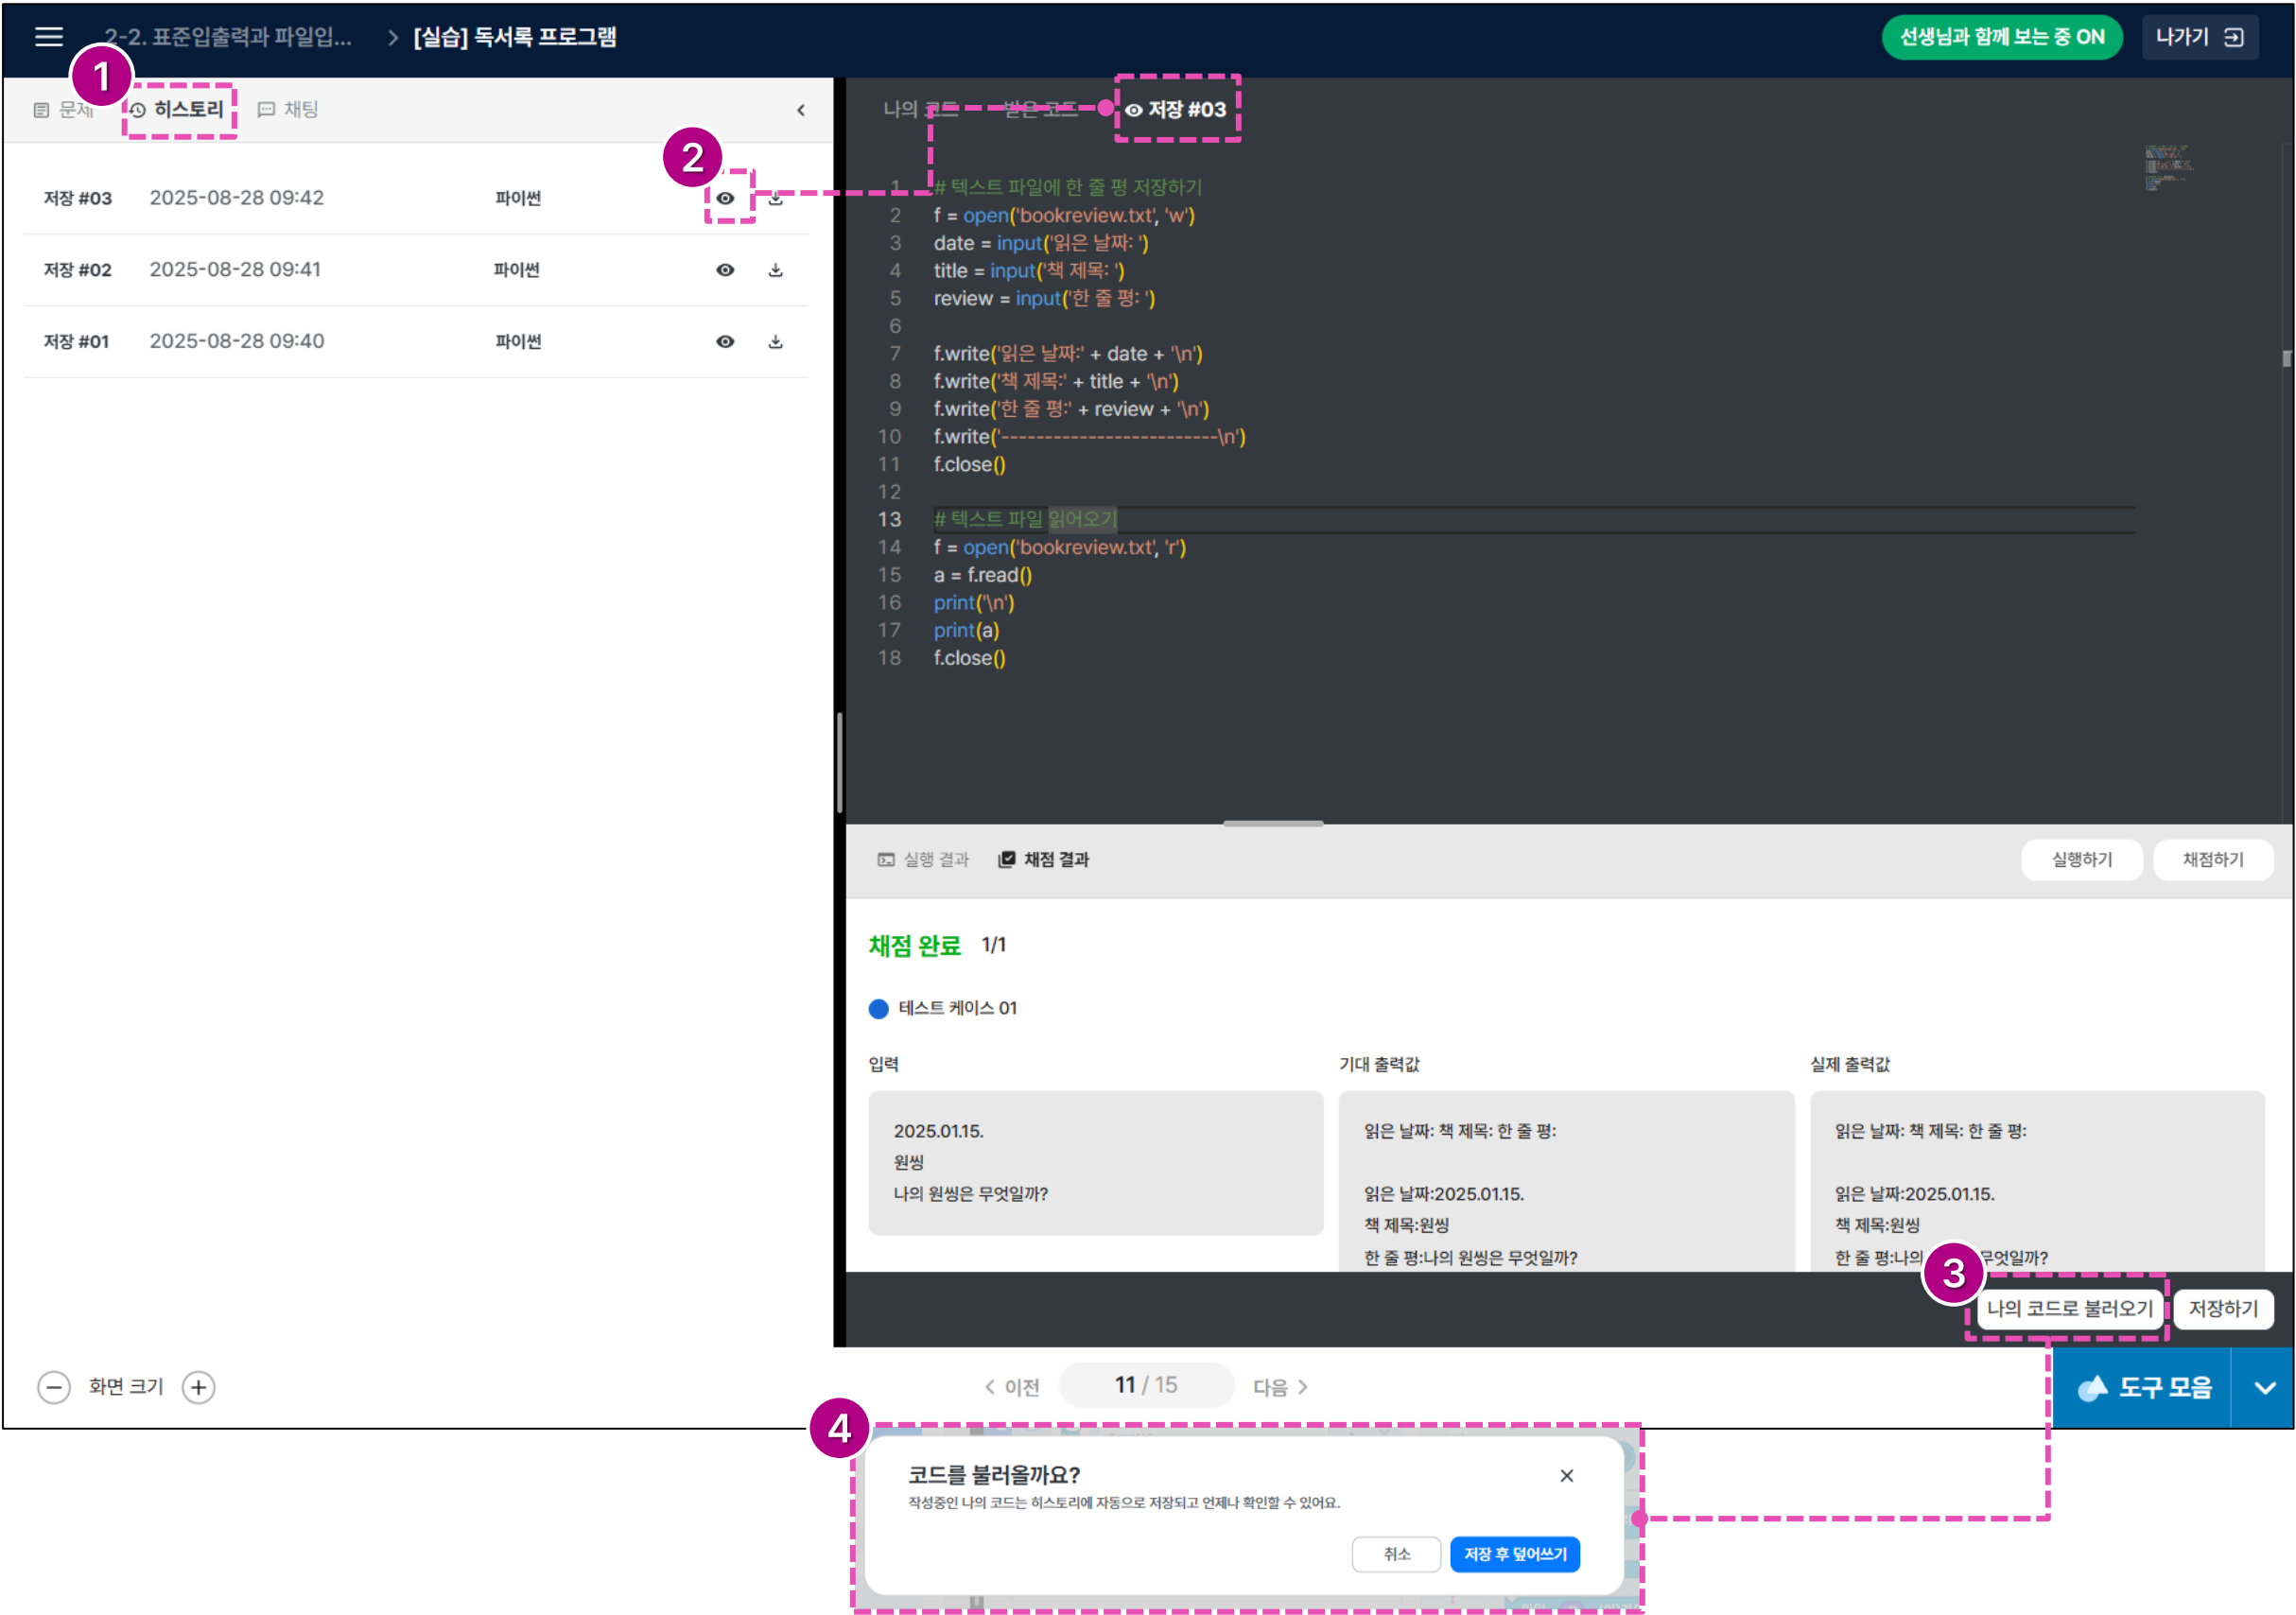 2-2. 표준입출력과 파일입... > [실습] 독서록 프로그램
선생님과 함께 보는 중 ON
나가기
1
문제
히스토리
채팅
2
저장 #03 2025-08-28 09:42 파이썬
저장 #02 2025-08-28 09:41 파이썬
저장 #01 2025-08-28 09:40 파이썬
나의 코드
받은 코드
저장 #03
1 # 텍스트 파일에 한 줄 평 저장하기
2 f = open('bookreview.txt', 'w')
3 date = input('읽은 날짜: ')
4 title = input('책 제목: ')
5 review = input('한 줄 평: ')
6
7 f.write('읽은 날짜:' + date + '\n')
8 f.write('책 제목:' + title + '\n')
9 f.write('한 줄 평:' + review + '\n')
10 f.write('-------------------------\n')
11 f.close()
12
13 # 텍스트 파일 읽어오기
14 f = open('bookreview.txt', 'r')
15 a = f.read()
16 print('\n')
17 print(a)
18 f.close()
실행 결과
채점 결과
실행하기
채점하기
채점 완료 1/1
테스트 케이스 01
입력
2025.01.15.
원씽
나의 원씽은 무엇일까?
기대 출력값
읽은 날짜: 책 제목: 한 줄 평:
읽은 날짜:2025.01.15.
책 제목:원씽
한 줄 평:나의 원씽은 무엇일까?
실제 출력값
읽은 날짜: 책 제목: 한 줄 평:
읽은 날짜:2025.01.15.
책 제목:원씽
한 줄 평:나의 무엇일까?
3
나의 코드로 불러오기
저장하기
화면 크기
이전
11 / 15
다음
도구 모음
4
코드를 불러올까요?
작성중인 나의 코드는 히스토리에 자동으로 저장되고 언제나 확인할 수 있어요.
취소
저장 후 덮어쓰기